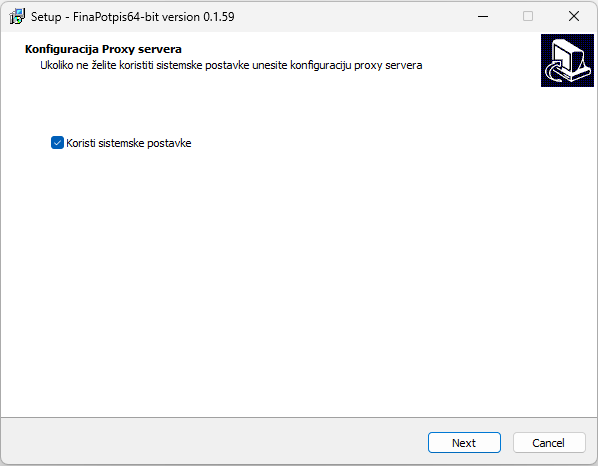 Setup - FinaPotpis64-bit version 0.1.59
Konfiguracija Proxy servera
Ukoliko ne želite koristiti sistemske postavke unesite konfiguraciju proxy servera
Koristi sistemske postavke
Next
Cancel